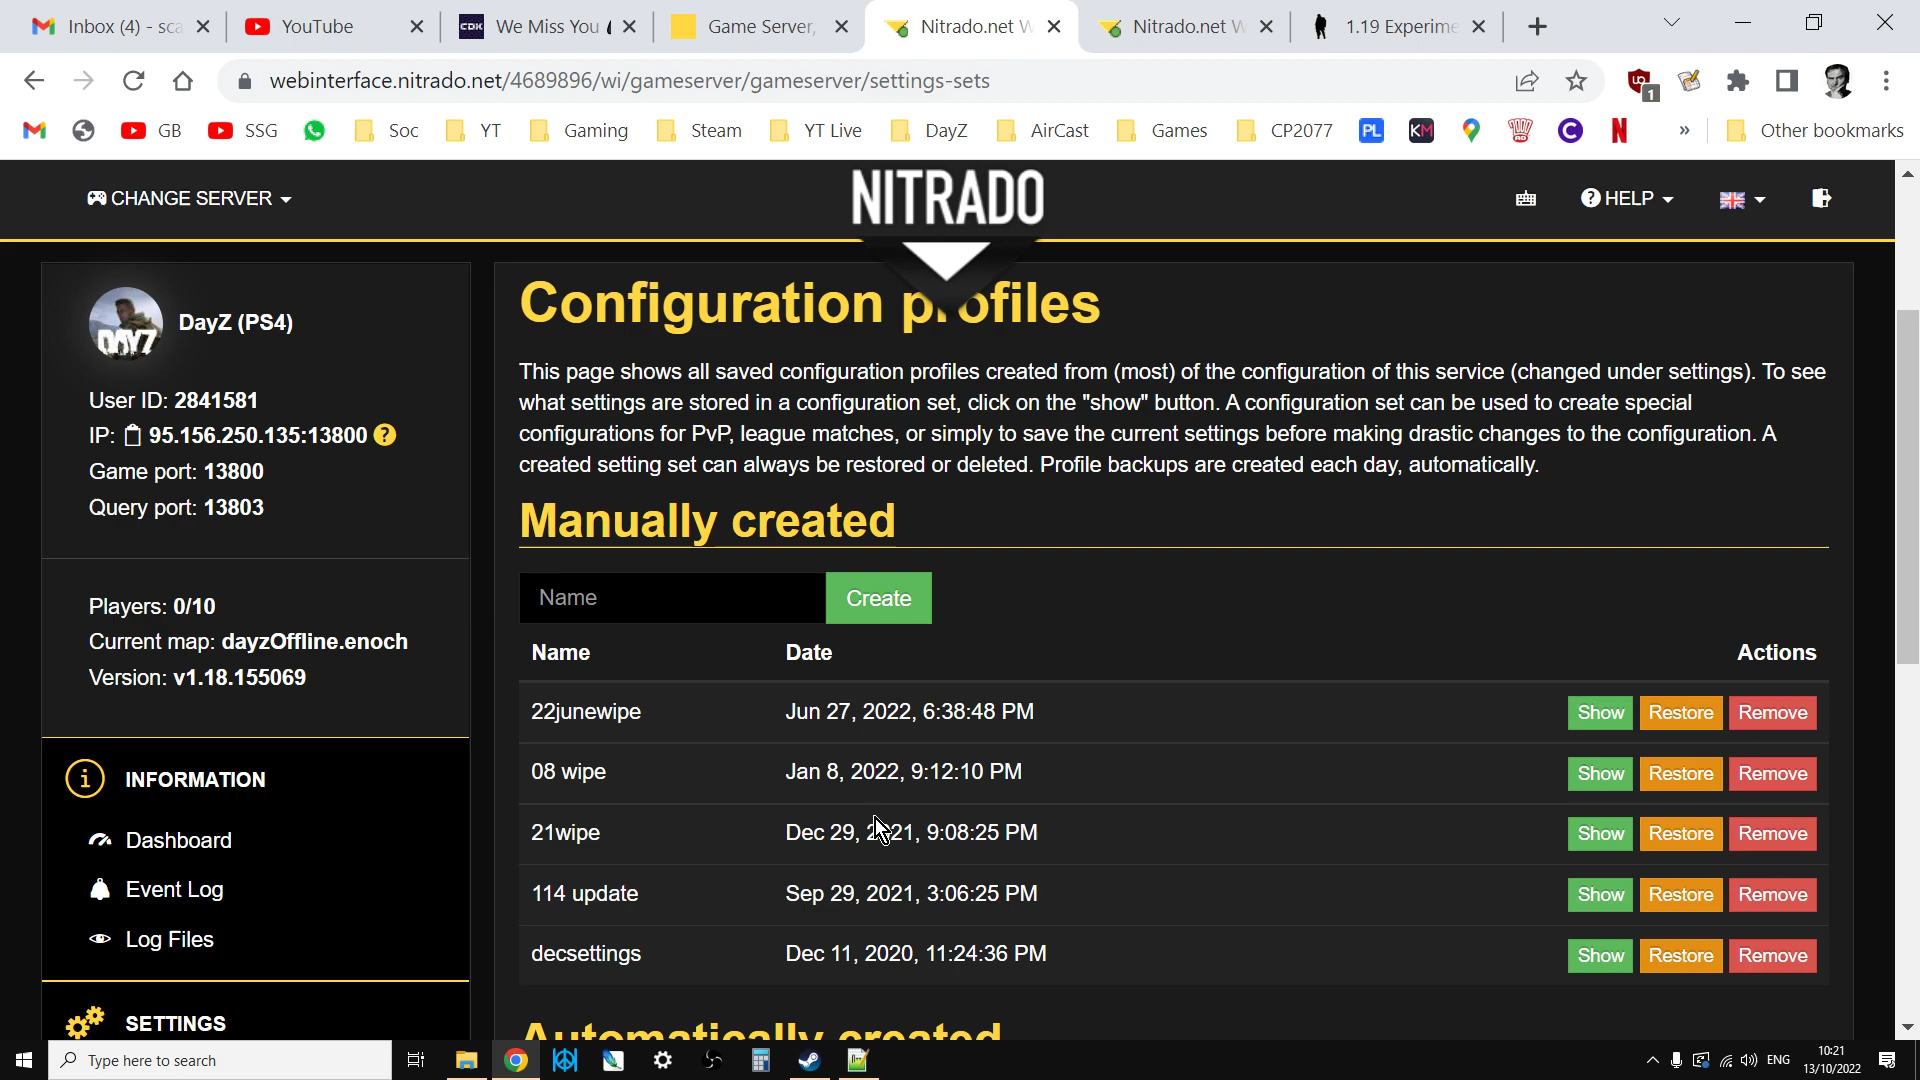 Inbox (4) - sca
YouTube
CDK We Miss You
Game Server,
Nitrado.net W
Nitrado.net W
1.19 Experime
webinterface.nitrado.net/4689896/wi/gameserver/gameserver/settings-sets
1
GB
SSG
Soc
YT
Gaming
Steam
YT Live
DayZ
AirCast
Games
CP2077
PL
KM
N
»
Other bookmarks
CHANGE SERVER
NITRADO
HELP
DAYZ
DayZ (PS4)
User ID: 2841581
IP: 95.156.250.135:13800 ?
Game port: 13800
Query port: 13803
Players: 0/10
Current map: dayzOffline.enoch
Version: v1.18.155069
INFORMATION
Dashboard
Event Log
Log Files
SETTINGS
Configuration profiles
This page shows all saved configuration profiles created from (most) of the configuration of this service (changed under settings). To see
what settings are stored in a configuration set, click on the "show" button. A configuration set can be used to create special
configurations for PvP, league matches, or simply to save the current settings before making drastic changes to the configuration. A
created setting set can always be restored or deleted. Profile backups are created each day, automatically.
Manually created
Name
Create
Name Date Actions
22junewipe Jun 27, 2022, 6:38:48 PM Show Restore Remove
08 wipe Jan 8, 2022, 9:12:10 PM Show Restore Remove
21wipe Dec 29, 2021, 9:08:25 PM Show Restore Remove
114 update Sep 29, 2021, 3:06:25 PM Show Restore Remove
decsettings Dec 11, 2020, 11:24:36 PM Show Restore Remove
Automatically created
Type here to search
ENG
10:21
13/10/2022